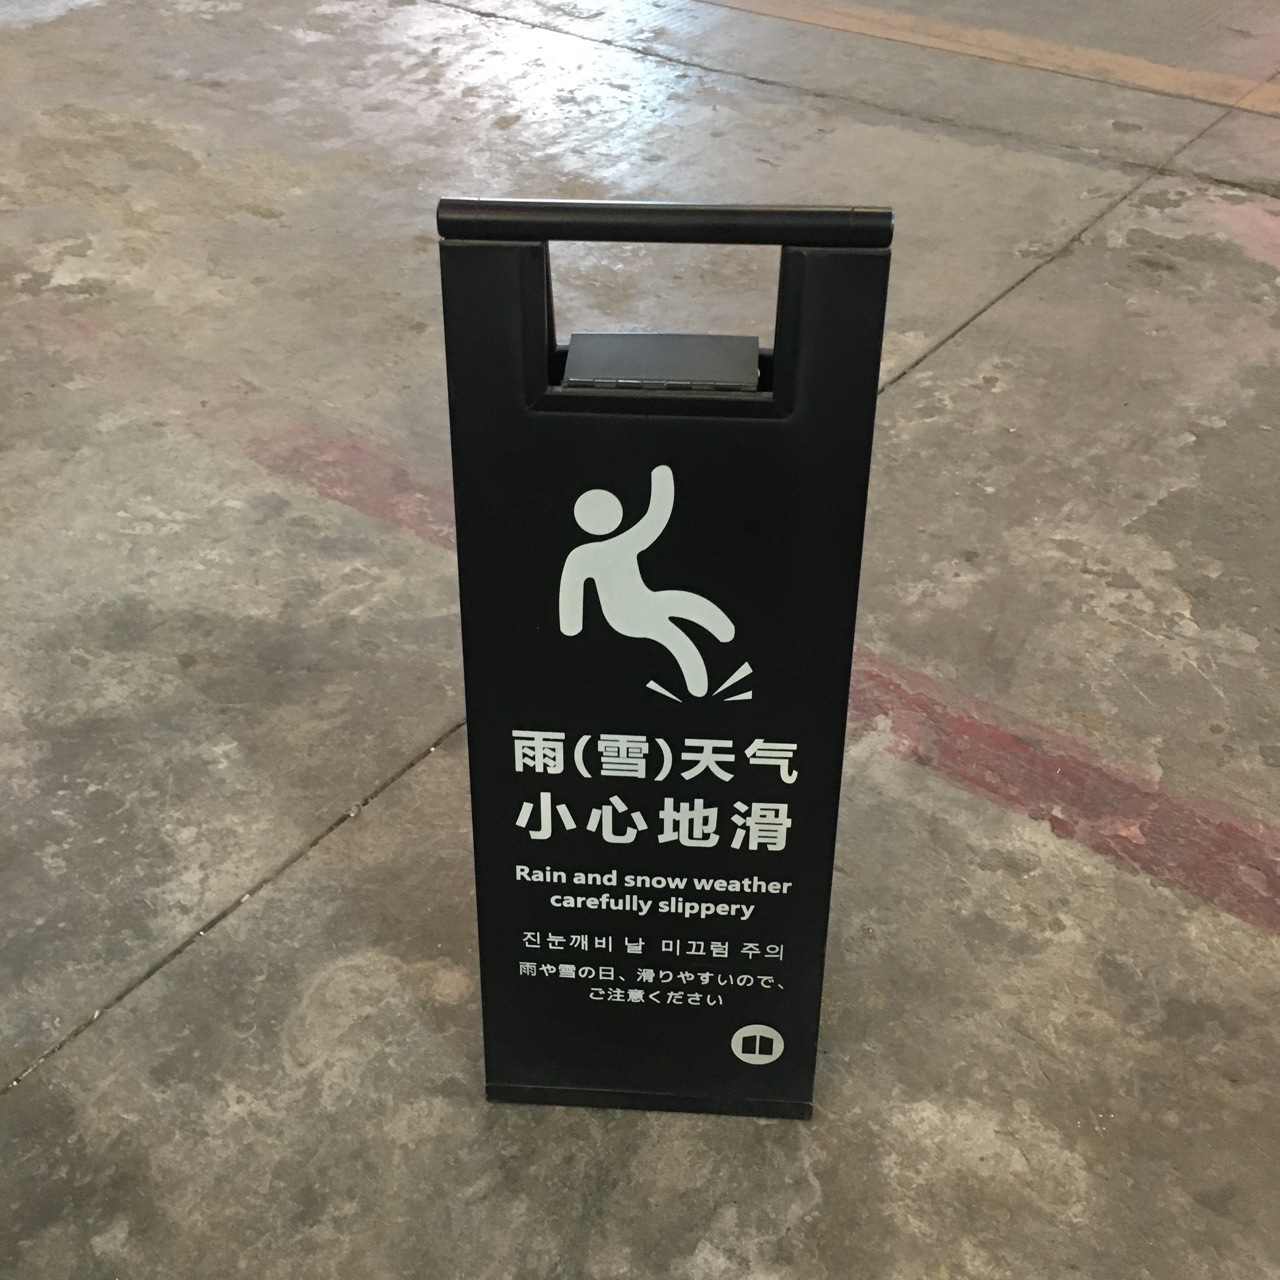 雨(雪)天气
小心地滑
Rain and snow weather
carefully slippery
진눈깨비 날 미끄럼 주의
雨や雪の日、滑りやすいので、
ご注意ください